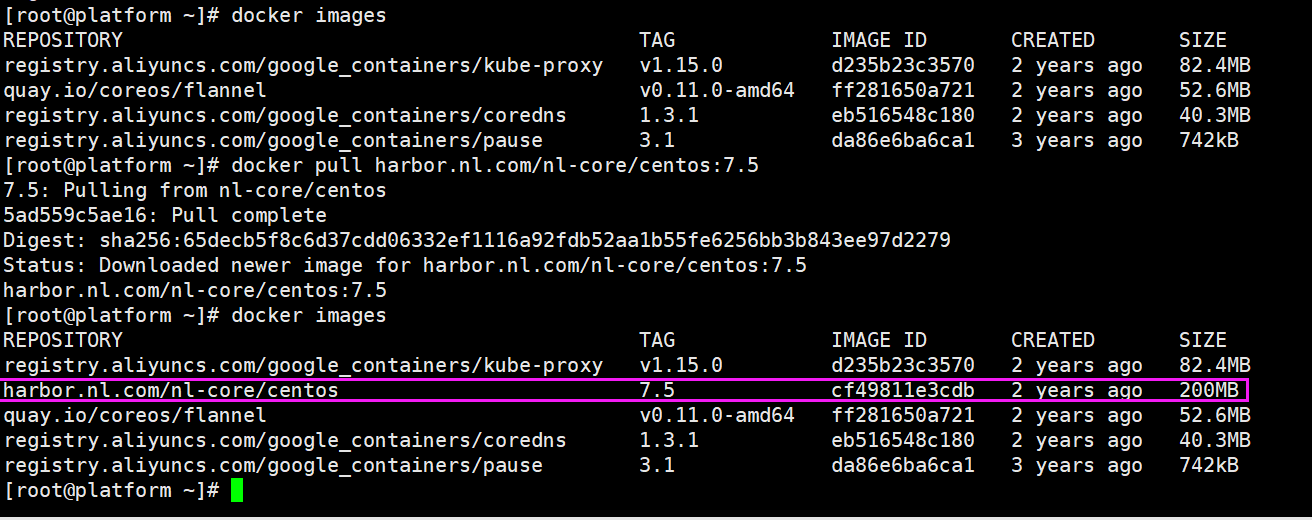 [root@platform ~]# docker images
REPOSITORY TAG IMAGE ID CREATED SIZE
registry.aliyuncs.com/google_containers/kube-proxy v1.15.0 d235b23c3570 2 years ago 82.4MB
quay.io/coreos/flannel v0.11.0-amd64 ff281650a721 2 years ago 52.6MB
registry.aliyuncs.com/google_containers/coredns 1.3.1 eb516548c180 2 years ago 40.3MB
registry.aliyuncs.com/google_containers/pause 3.1 da86e6ba6ca1 3 years ago 742kB
[root@platform ~]# docker pull harbor.nl.com/nl-core/centos:7.5
7.5: Pulling from nl-core/centos
5ad559c5ae16: Pull complete
Digest: sha256:65decb5f8c6d37cdd06332ef1116a92fdb52aa1b55fe6256bb3b843ee97d2279
Status: Downloaded newer image for harbor.nl.com/nl-core/centos:7.5
harbor.nl.com/nl-core/centos:7.5
[root@platform ~]# docker images
REPOSITORY TAG IMAGE ID CREATED SIZE
registry.aliyuncs.com/google_containers/kube-proxy v1.15.0 d235b23c3570 2 years ago 82.4MB
harbor.nl.com/nl-core/centos 7.5 cf49811e3cdb 2 years ago 200MB
quay.io/coreos/flannel v0.11.0-amd64 ff281650a721 2 years ago 52.6MB
registry.aliyuncs.com/google_containers/coredns 1.3.1 eb516548c180 2 years ago 40.3MB
registry.aliyuncs.com/google_containers/pause 3.1 da86e6ba6ca1 3 years ago 742kB
[root@platform ~]#